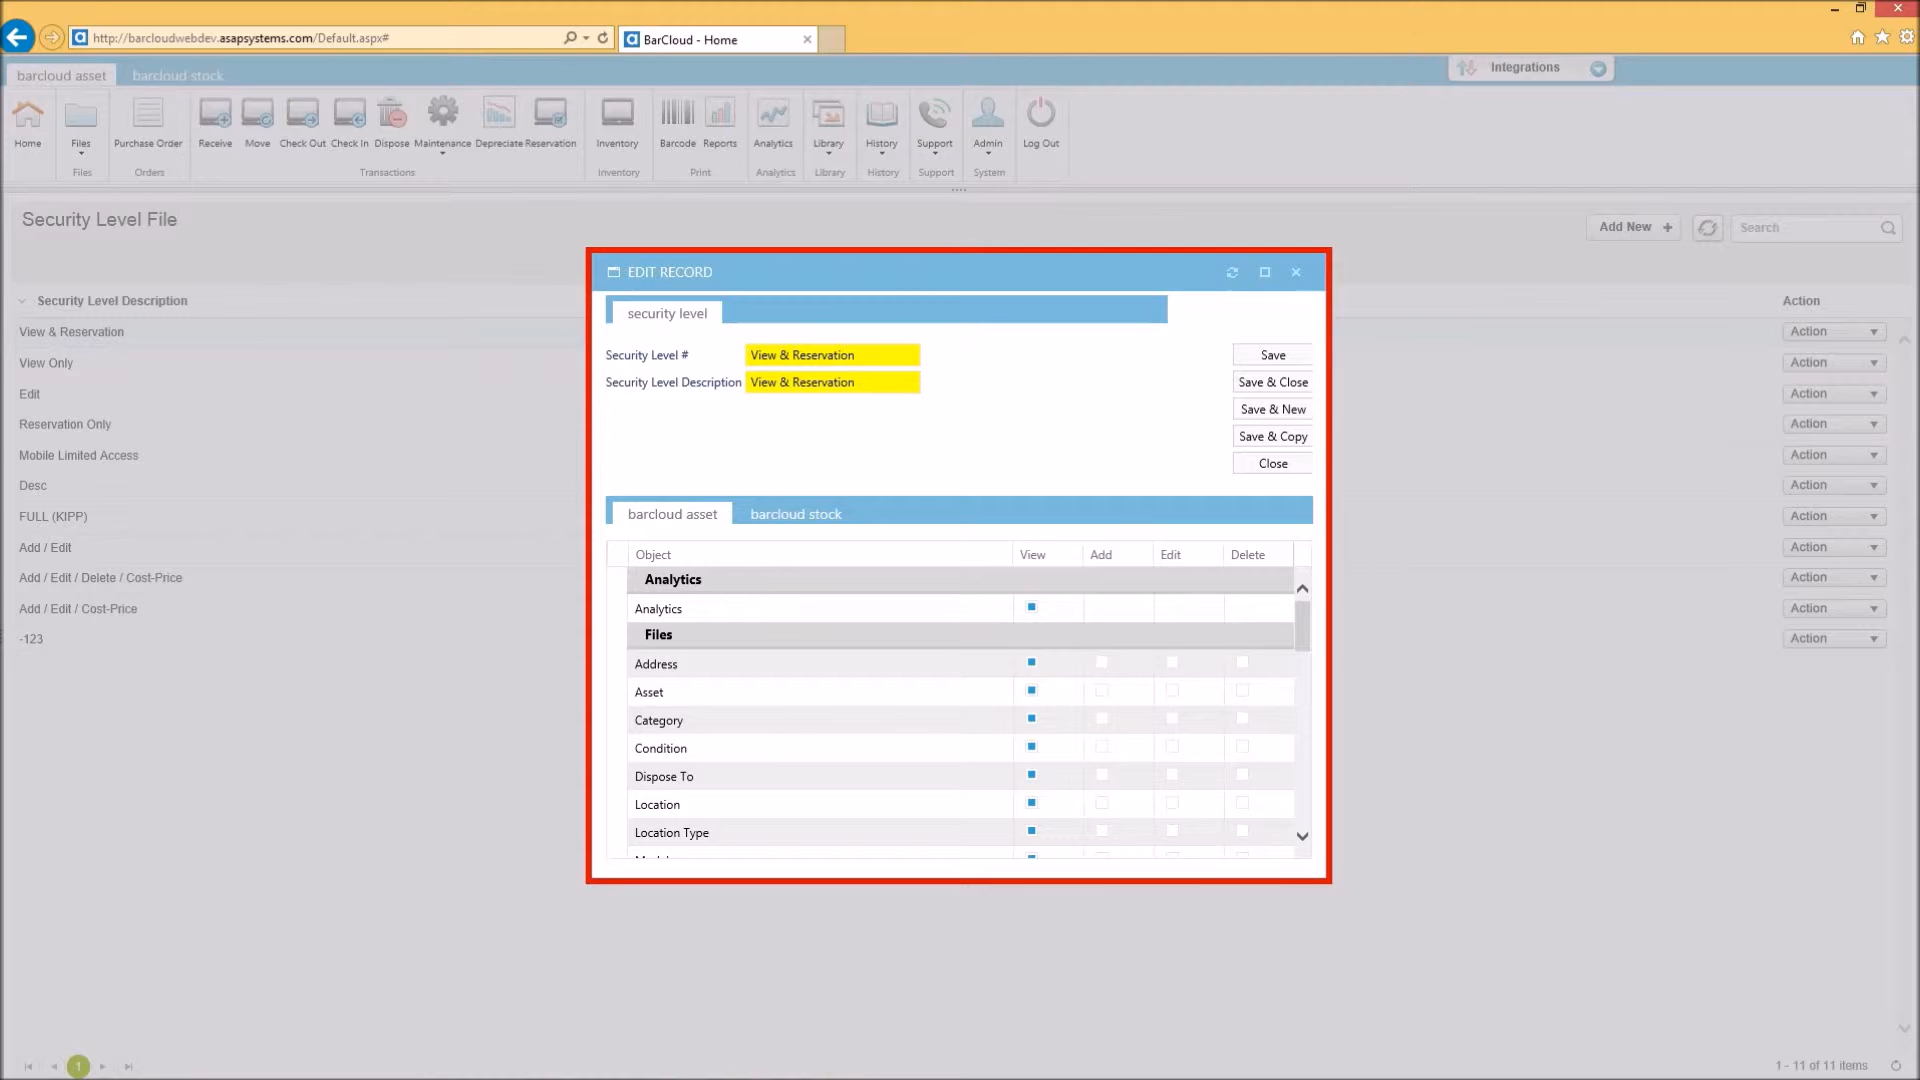 http://barcloudwebdev.asapsystems.com/Default.aspx#
BarCloud - Home
barcloud asset
barcloud stock
Integrations
Home
Files
Purchase Order
Receive
Move
Check Out
Check In
Dispose
Maintenance
Depreciate
Reservation
Inventory
Barcode
Reports
Analytics
Library
History
Support
Admin
Log Out
Files
Orders
Transactions
Inventory
Print
Analytics
Library
History
Support
System
Security Level File
Add New +
Search
Security Level Description
Action
View & Reservation
Action
View Only
Action
Edit
Action
Reservation Only
Action
Mobile Limited Access
Action
Desc
Action
FULL (KIPP)
Action
Add / Edit
Action
Add / Edit / Delete / Cost-Price
Action
Add / Edit / Cost-Price
Action
-123
Action
EDIT RECORD
security level
Security Level #
View & Reservation
Security Level Description
View & Reservation
Save
Save & Close
Save & New
Save & Copy
Close
barcloud asset
barcloud stock
Object
View
Add
Edit
Delete
Analytics
Analytics
Files
Address
Asset
Category
Condition
Dispose To
Location
Location Type
1
1 - 11 of 11 items